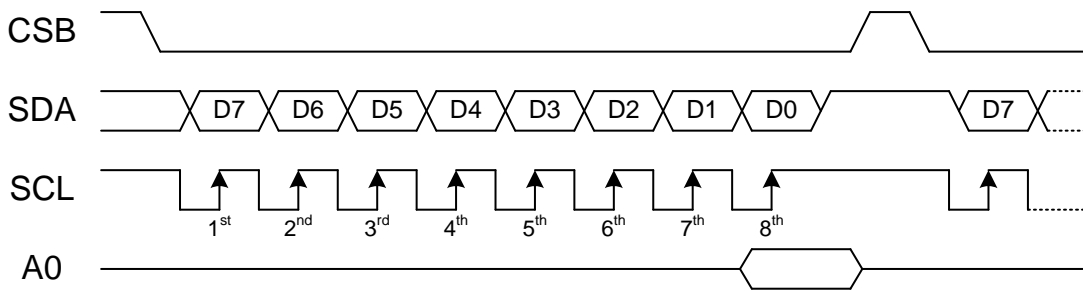 CSB
SDA D7 D6 D5 D4 D3 D2 D1 D0 D7
SCL
1st 2nd 3rd 4th 5th 6th 7th 8th
A0